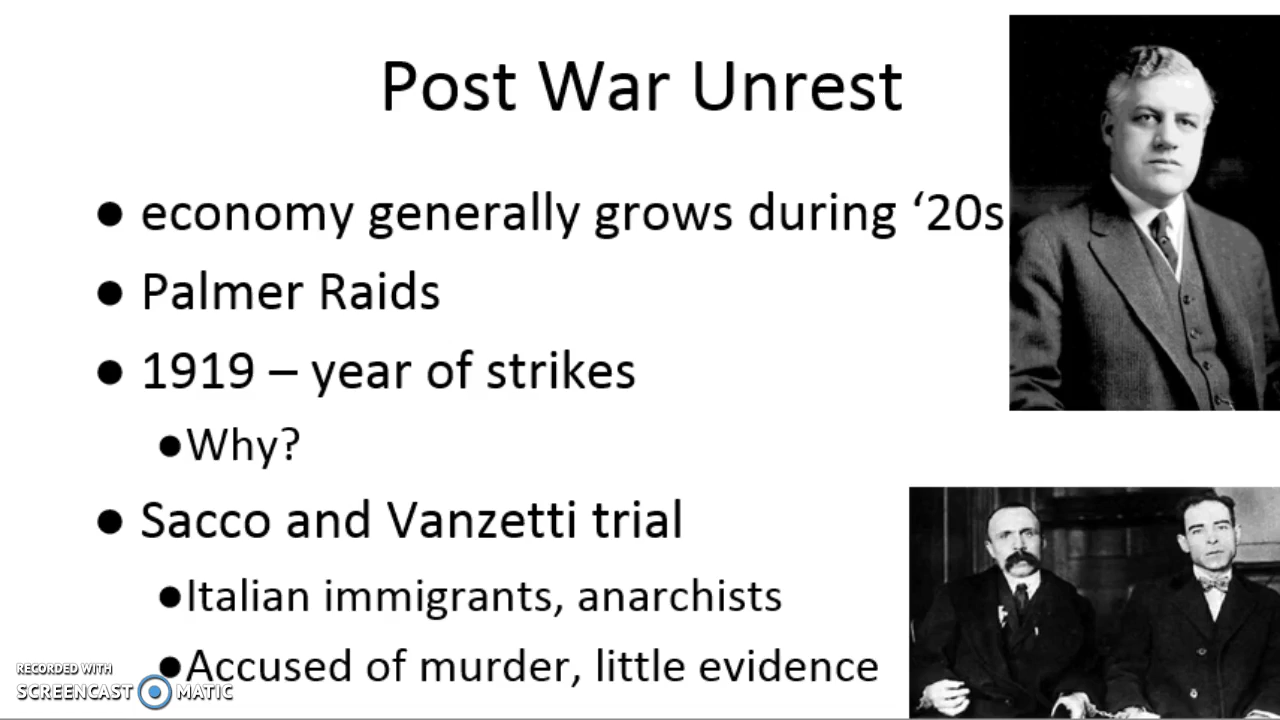 Post War Unrest
● economy generally grows during ‘20s
● Palmer Raids
● 1919 – year of strikes
●Why?
● Sacco and Vanzetti trial
●Italian immigrants, anarchists
●Accused of murder, little evidence
RECORDED WITH
SCREENCAST MATIC